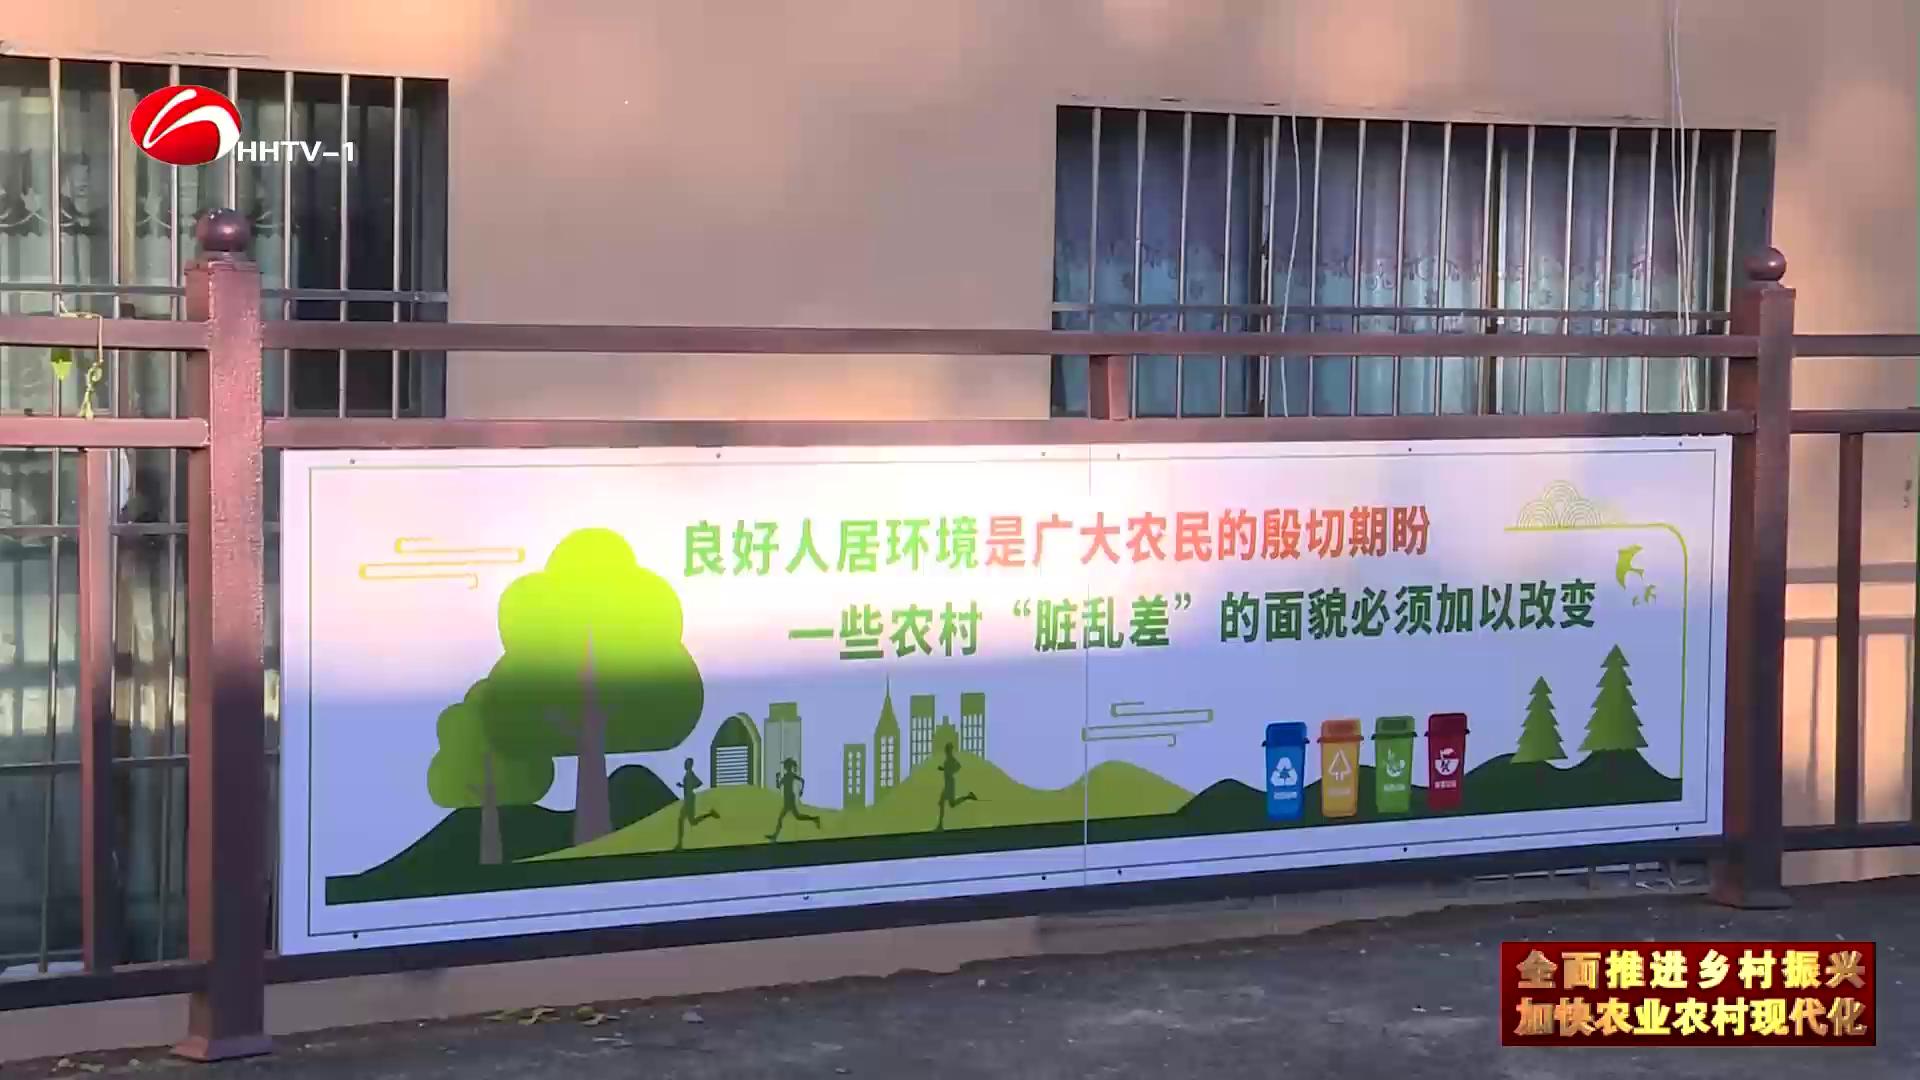 HHTV-1
良好人居环境是广大农民的殷切期盼
一些农村“脏乱差”的面貌必须加以改变
全面推进乡村振兴
加快农业农村现代化